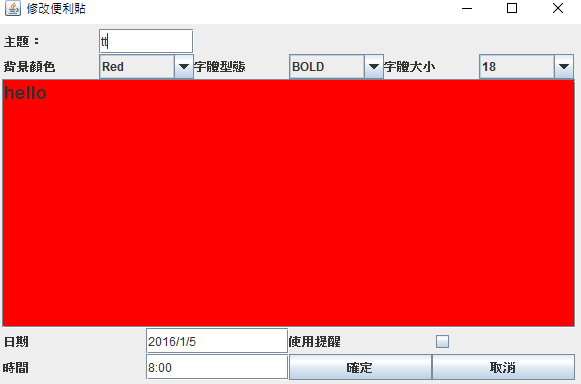 修改便利貼
主題：
tt
背景顏色 Red 字體型態 BOLD 字體大小 18
hello
日期 2016/1/5 使用提醒
時間 8:00 確定 取消